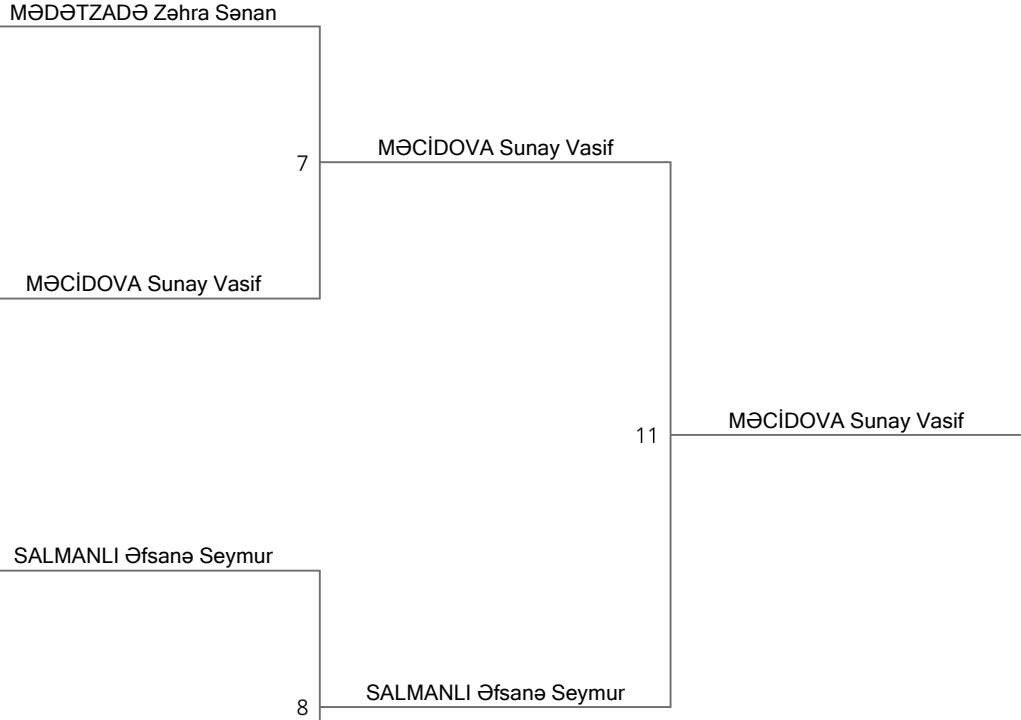 MƏDƏTZADƏ Zəhra Sənan
MƏCİDOVA Sunay Vasif
7
MƏCİDOVA Sunay Vasif
MƏCİDOVA Sunay Vasif
11
SALMANLI Əfsanə Seymur
SALMANLI Əfsanə Seymur
8